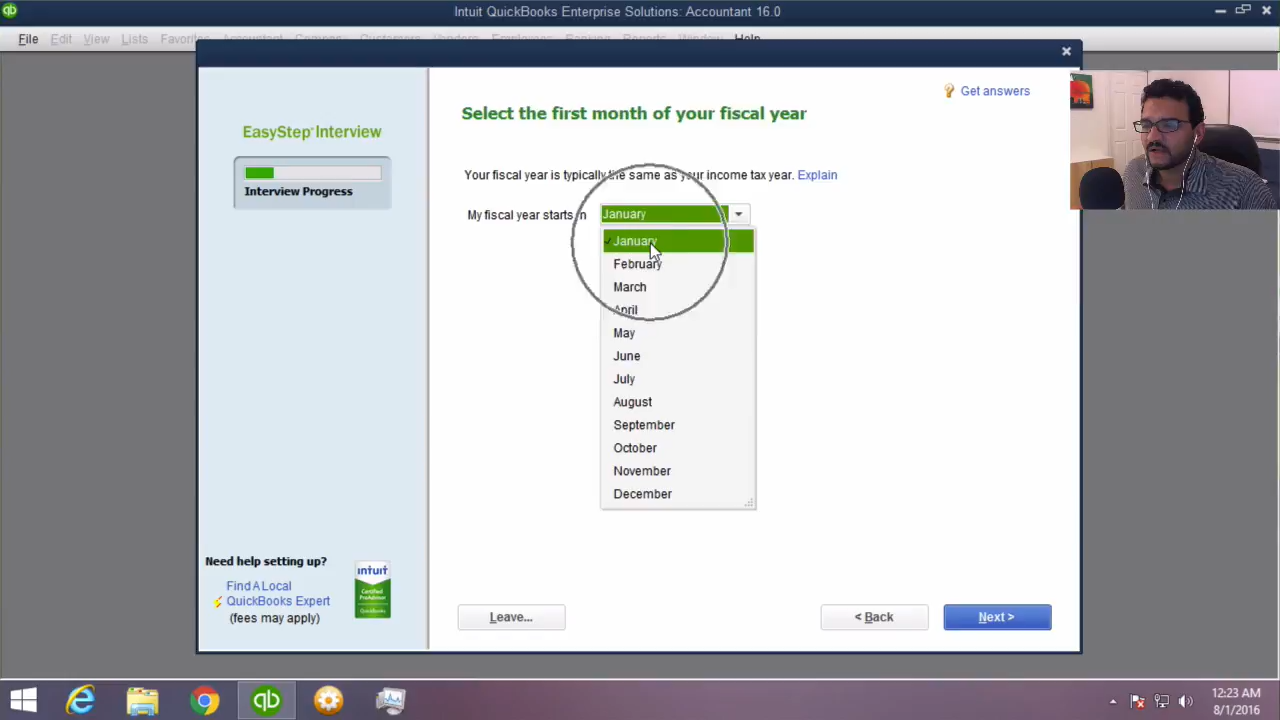 Intuit QuickBooks Enterprise Solutions: Accountant 16.0
File Edit View Lists Help
Get answers
Select the first month of your fiscal year
EasyStep Interview
Interview Progress
Your fiscal year is typically the same as your income tax year. Explain
My fiscal year starts in January
January
February
March
April
May
June
July
August
September
October
November
December
Need help setting up?
Find A Local
QuickBooks Expert
(fees may apply)
intuit
Certified
ProAdvisor
QuickBooks
Leave...
< Back
Next >
qb
12:23 AM
8/1/2016